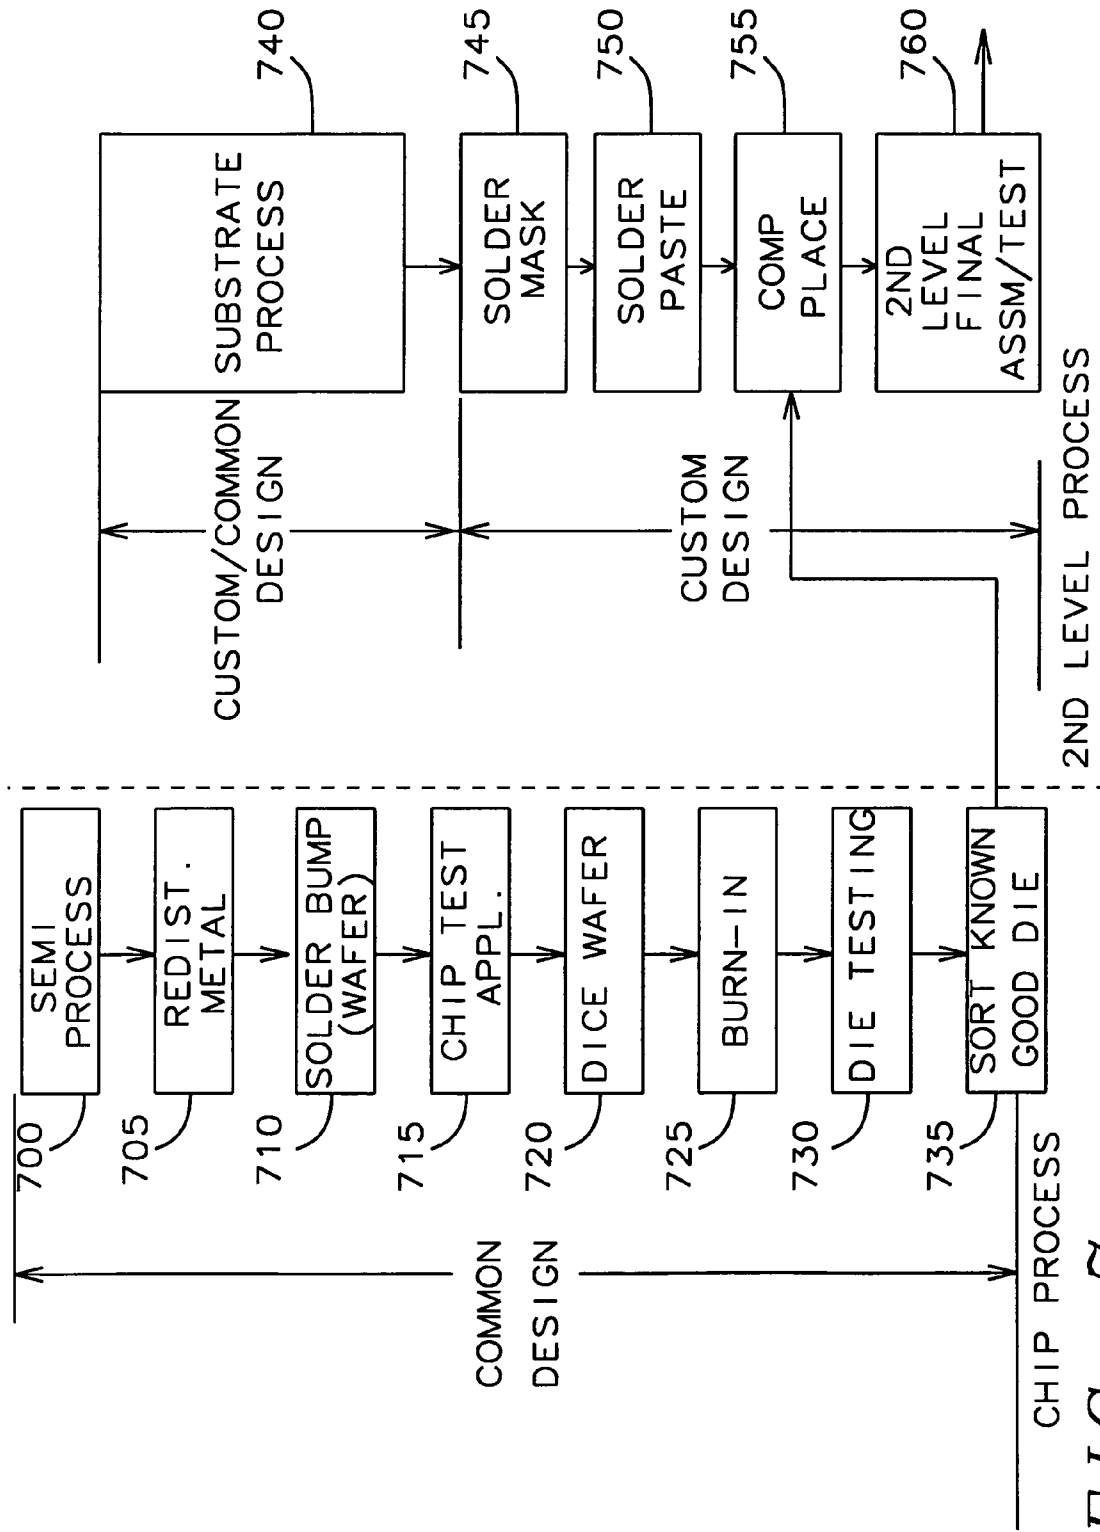 SEMI
PROCESS
700
REDIST.
METAL
705
SOLDER BUMP
(WAFER)
710
CHIP TEST
APPL.
715
DICE WAFER
720
BURN-IN
725
DIE TESTING
730
SORT KNOWN
GOOD DIE
735
COMMON
DESIGN
CHIP PROCESS
CUSTOM/COMMON
DESIGN
SUBSTRATE
PROCESS
740
SOLDER
MASK
745
SOLDER
PASTE
750
COMP
PLACE
755
2ND
LEVEL
FINAL
ASSM/TEST
760
CUSTOM
DESIGN
2ND LEVEL PROCESS